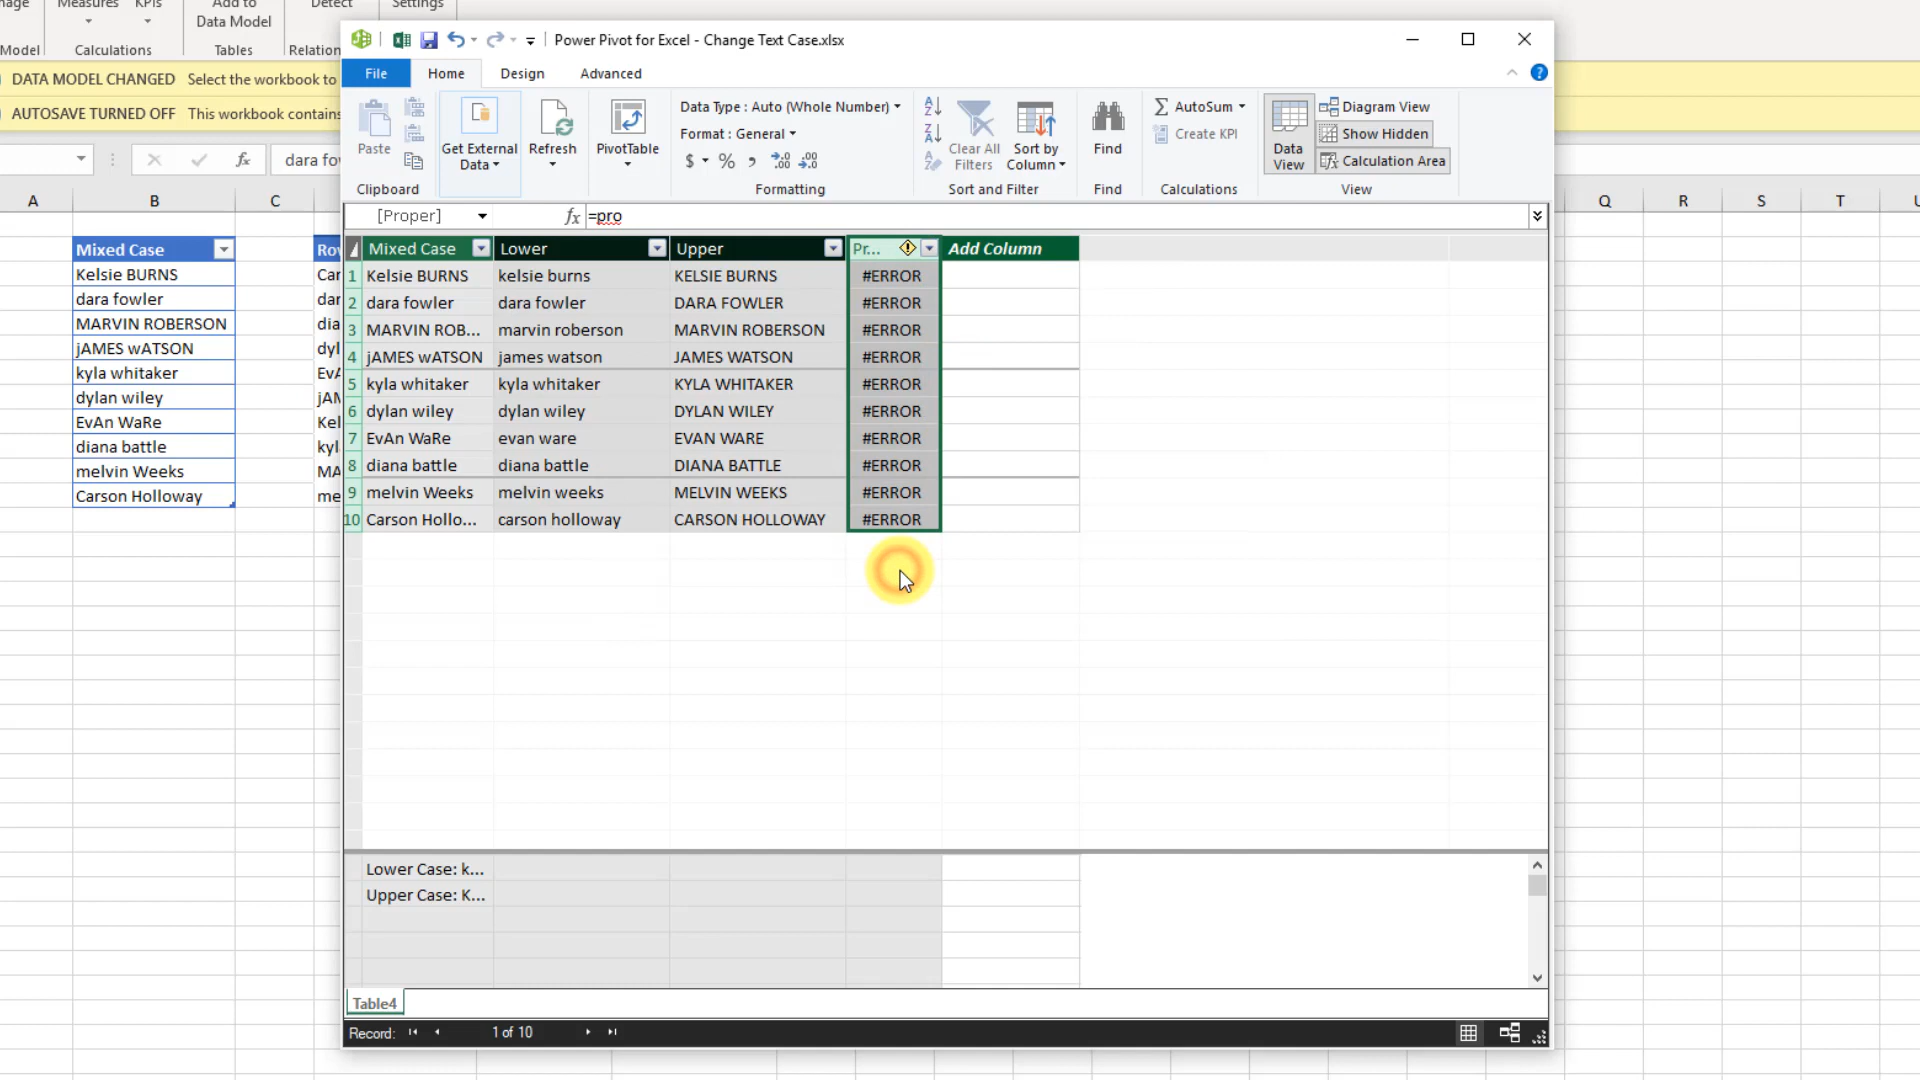 Measures KPIs Add to Detect Settings
Data Model
Model Calculations Tables
DATA MODEL CHANGED Select the workbook to
AUTOSAVE TURNED OFF This workbook contains
fx
A B C Q R S T
Mixed Case
Kelsie BURNS
dara fowler
MARVIN ROBERSON
jAMES wATSON
kyla whitaker
dylan wiley
EvAn WaRe
diana battle
melvin Weeks
Carson Holloway
Power Pivot for Excel - Change Text Case.xlsx
File Home Design Advanced
Paste
Clipboard
Get External
Data
Refresh
PivotTable
Data Type : Auto (Whole Number)
Format : General
$ % ,
Formatting
Clear All
Filters
Sort by
Column
Sort and Filter
Find
Find
AutoSum
Create KPI
Calculations
Data
View
Diagram View
Show Hidden
Calculation Area
View
[Proper] fx =pro
Mixed Case Lower Upper Pr... Add Column
1 Kelsie BURNS kelsie burns KELSIE BURNS #ERROR
2 dara fowler dara fowler DARA FOWLER #ERROR
3 MARVIN ROB... marvin roberson MARVIN ROBERSON #ERROR
4 jAMES wATSON james watson JAMES WATSON #ERROR
5 kyla whitaker kyla whitaker KYLA WHITAKER #ERROR
6 dylan wiley dylan wiley DYLAN WILEY #ERROR
7 EvAn WaRe evan ware EVAN WARE #ERROR
8 diana battle diana battle DIANA BATTLE #ERROR
9 melvin Weeks melvin weeks MELVIN WEEKS #ERROR
10 Carson Hollo... carson holloway CARSON HOLLOWAY #ERROR
Lower Case: k...
Upper Case: K...
Table4
Record: 1 of 10